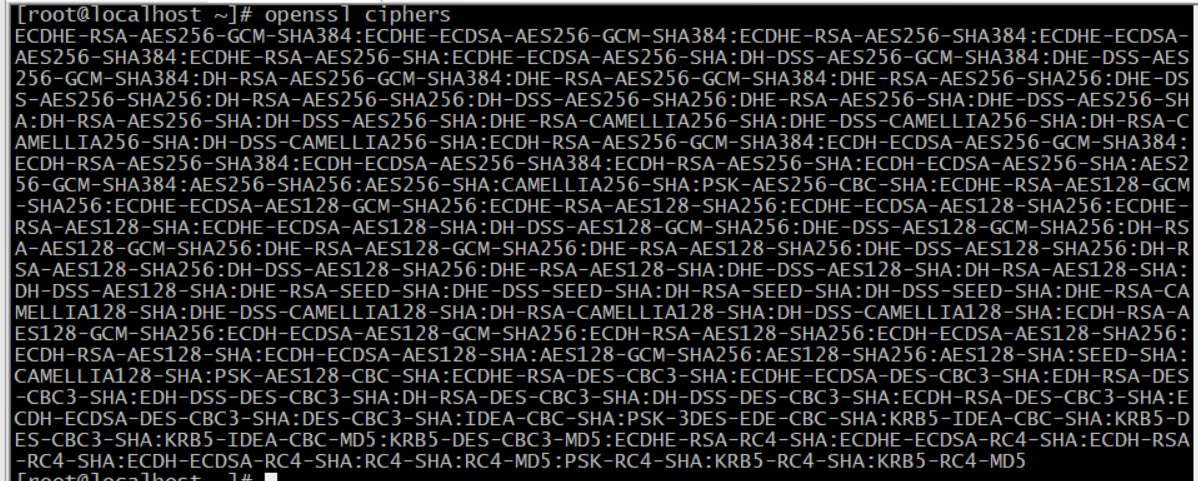 [root@localhost ~]# openssl ciphers
ECDHE-RSA-AES256-GCM-SHA384:ECDHE-ECDSA-AES256-GCM-SHA384:ECDHE-RSA-AES256-SHA384:ECDHE-ECDSA-
AES256-SHA384:ECDHE-RSA-AES256-SHA:ECDHE-ECDSA-AES256-SHA:DH-DSS-AES256-GCM-SHA384:DHE-DSS-AES
256-GCM-SHA384:DH-RSA-AES256-GCM-SHA384:DHE-RSA-AES256-GCM-SHA384:DHE-RSA-AES256-SHA256:DHE-DS
S-AES256-SHA256:DH-RSA-AES256-SHA256:DH-DSS-AES256-SHA256:DHE-RSA-AES256-SHA:DHE-DSS-AES256-SH
A:DH-RSA-AES256-SHA:DH-DSS-AES256-SHA:DHE-RSA-CAMELLIA256-SHA:DHE-DSS-CAMELLIA256-SHA:DH-RSA-C
AMELLIA256-SHA:DH-DSS-CAMELLIA256-SHA:ECDH-RSA-AES256-GCM-SHA384:ECDH-ECDSA-AES256-GCM-SHA384:
ECDH-RSA-AES256-SHA384:ECDH-ECDSA-AES256-SHA384:ECDH-RSA-AES256-SHA:ECDH-ECDSA-AES256-SHA:AES2
56-GCM-SHA384:AES256-SHA256:AES256-SHA:CAMELLIA256-SHA:PSK-AES256-CBC-SHA:ECDHE-RSA-AES128-GCM
-SHA256:ECDHE-ECDSA-AES128-GCM-SHA256:ECDHE-RSA-AES128-SHA256:ECDHE-ECDSA-AES128-SHA256:ECDHE-
RSA-AES128-SHA:ECDHE-ECDSA-AES128-SHA:DH-DSS-AES128-GCM-SHA256:DHE-DSS-AES128-GCM-SHA256:DH-RS
A-AES128-GCM-SHA256:DHE-RSA-AES128-GCM-SHA256:DHE-RSA-AES128-SHA256:DHE-DSS-AES128-SHA256:DH-R
SA-AES128-SHA256:DH-DSS-AES128-SHA256:DHE-RSA-AES128-SHA:DHE-DSS-AES128-SHA:DH-RSA-AES128-SHA:
DH-DSS-AES128-SHA:DHE-RSA-SEED-SHA:DHE-DSS-SEED-SHA:DH-RSA-SEED-SHA:DH-DSS-SEED-SHA:DHE-RSA-CA
MELLIA128-SHA:DHE-DSS-CAMELLIA128-SHA:DH-RSA-CAMELLIA128-SHA:DH-DSS-CAMELLIA128-SHA:ECDH-RSA-A
ES128-GCM-SHA256:ECDH-ECDSA-AES128-GCM-SHA256:ECDH-RSA-AES128-SHA256:ECDH-ECDSA-AES128-SHA256:
ECDH-RSA-AES128-SHA:ECDH-ECDSA-AES128-SHA:AES128-GCM-SHA256:AES128-SHA256:AES128-SHA:SEED-SHA:
CAMELLIA128-SHA:PSK-AES128-CBC-SHA:ECDHE-RSA-DES-CBC3-SHA:ECDHE-ECDSA-DES-CBC3-SHA:EDH-RSA-DES
-CBC3-SHA:EDH-DSS-DES-CBC3-SHA:DH-RSA-DES-CBC3-SHA:DH-DSS-DES-CBC3-SHA:ECDH-RSA-DES-CBC3-SHA:E
CDH-ECDSA-DES-CBC3-SHA:DES-CBC3-SHA:IDEA-CBC-SHA:PSK-3DES-EDE-CBC-SHA:KRB5-IDEA-CBC-SHA:KRB5-D
ES-CBC3-SHA:KRB5-IDEA-CBC-MD5:KRB5-DES-CBC3-MD5:ECDHE-RSA-RC4-SHA:ECDHE-ECDSA-RC4-SHA:ECDH-RSA
-RC4-SHA:ECDH-ECDSA-RC4-SHA:RC4-SHA:RC4-MD5:PSK-RC4-SHA:KRB5-RC4-SHA:KRB5-RC4-MD5
[root@localhost ~]#